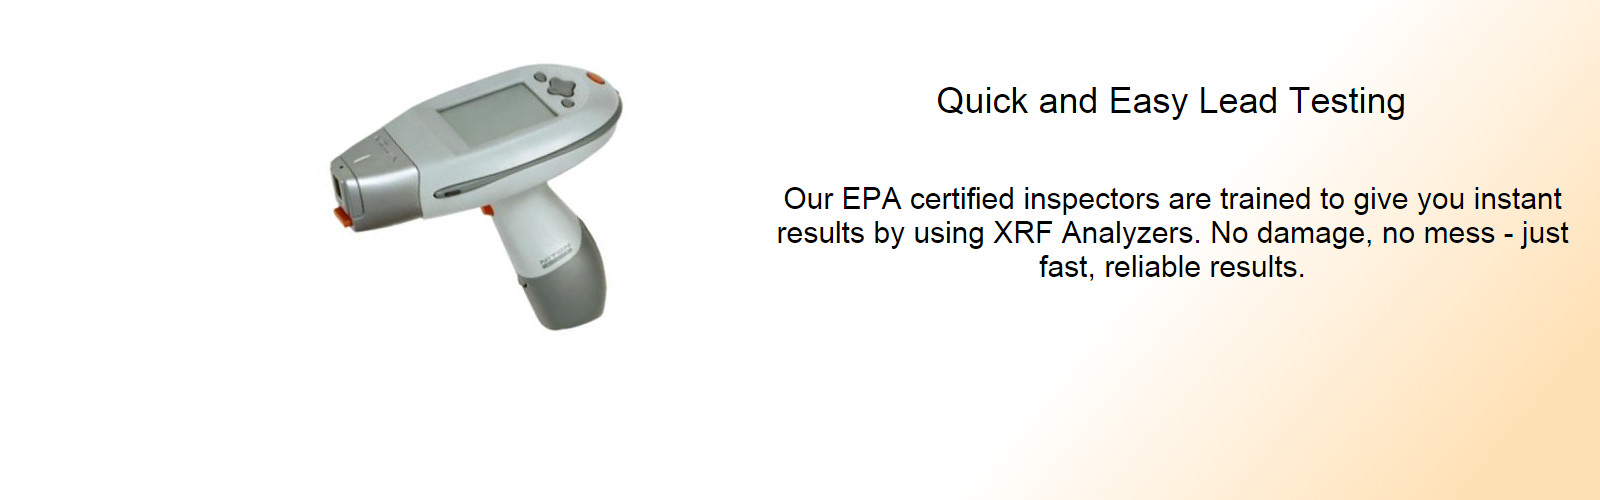 Quick and Easy Lead Testing
Our EPA certified inspectors are trained to give you instant
results by using XRF Analyzers. No damage, no mess - just
fast, reliable results.